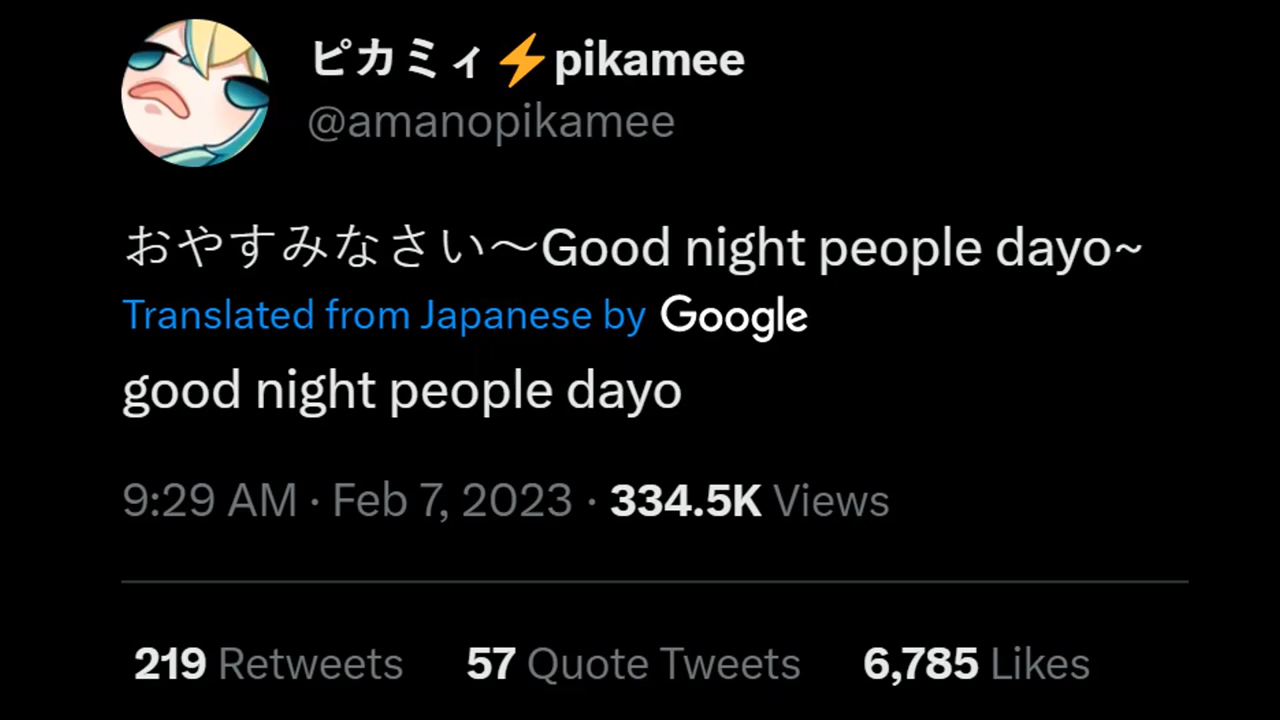 ピカミィ⚡pikamee
@amanopikamee
おやすみなさい〜Good night people dayo~
Translated from Japanese by Google
good night people dayo
9:29 AM · Feb 7, 2023 · 334.5K Views
219 Retweets 57 Quote Tweets 6,785 Likes